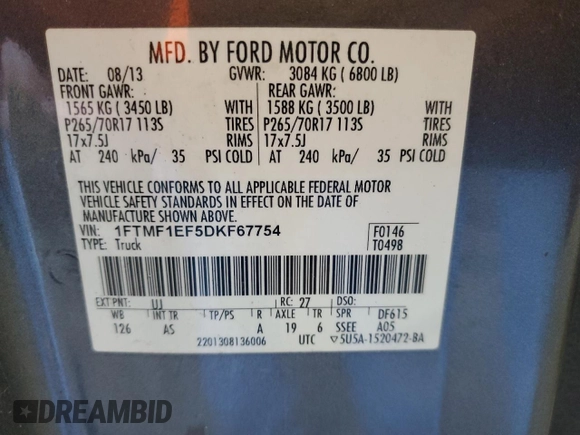 MFD. BY FORD MOTOR CO.
DATE: 08/13 GVWR: 3084 KG ( 6800 LB)
FRONT GAWR: REAR GAWR:
1565 KG ( 3450 LB) WITH 1588 KG ( 3500 LB) WITH
P265/70R17 113S TIRES P265/70R17 113S TIRES
17x7.5J RIMS 17x7.5J RIMS
AT 240 kPa/ 35 PSI COLD AT 240 kPa/ 35 PSI COLD
THIS VEHICLE CONFORMS TO ALL APPLICABLE FEDERAL MOTOR
VEHICLE SAFETY STANDARDS IN EFFECT ON THE DATE OF
MANUFACTURE SHOWN ABOVE.
VIN: 1FTMF1EF5DKF67754 F0146
TYPE: Truck T0498
EXT PNT: UJ RC: 27 DSO:
WB INT TR TP/PS R AXLE TR SPR DF615
126 AS A 19 6 SSEE A05
2201308136006 UTC ▽5U5A-1520472-BA
DREAMBID